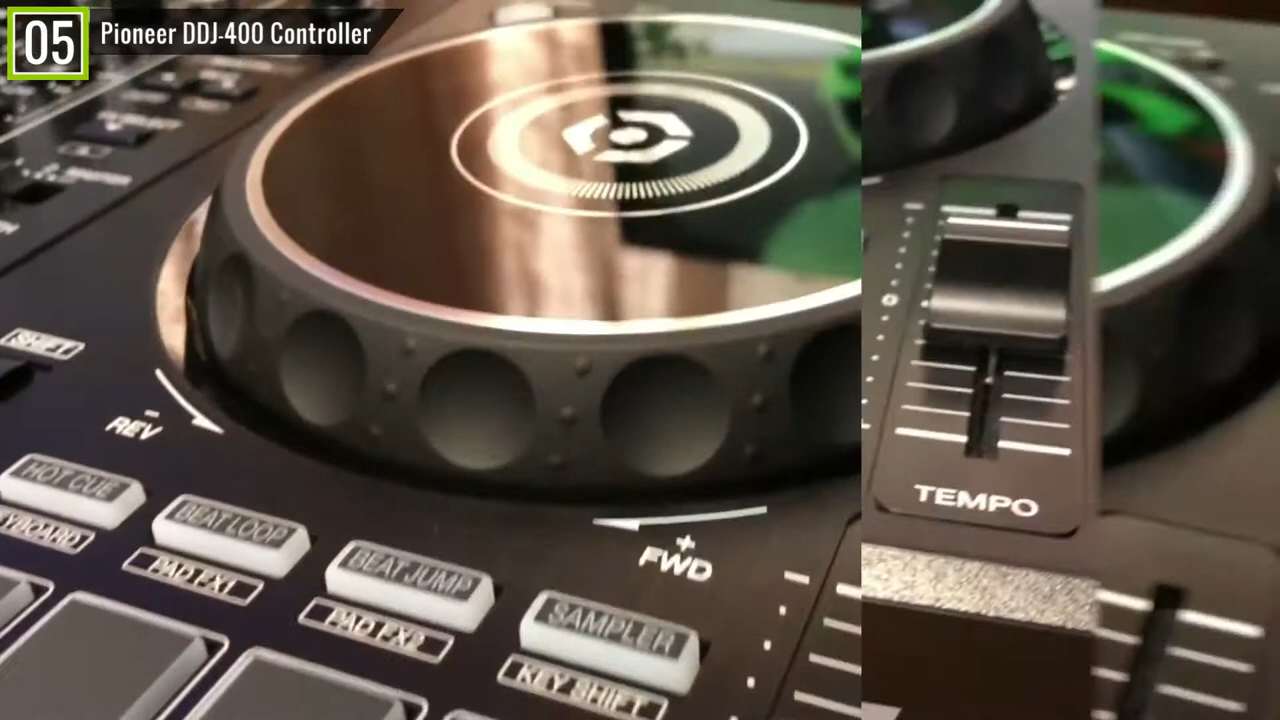 05
Pioneer DDJ-400 Controller
SHIFT
-
REV
HOT CUE
BEAT LOOP
PAD FX1
BEAT JUMP
PAD FX2
SAMPLER
KEY SHIFT
+
FWD
0
TEMPO